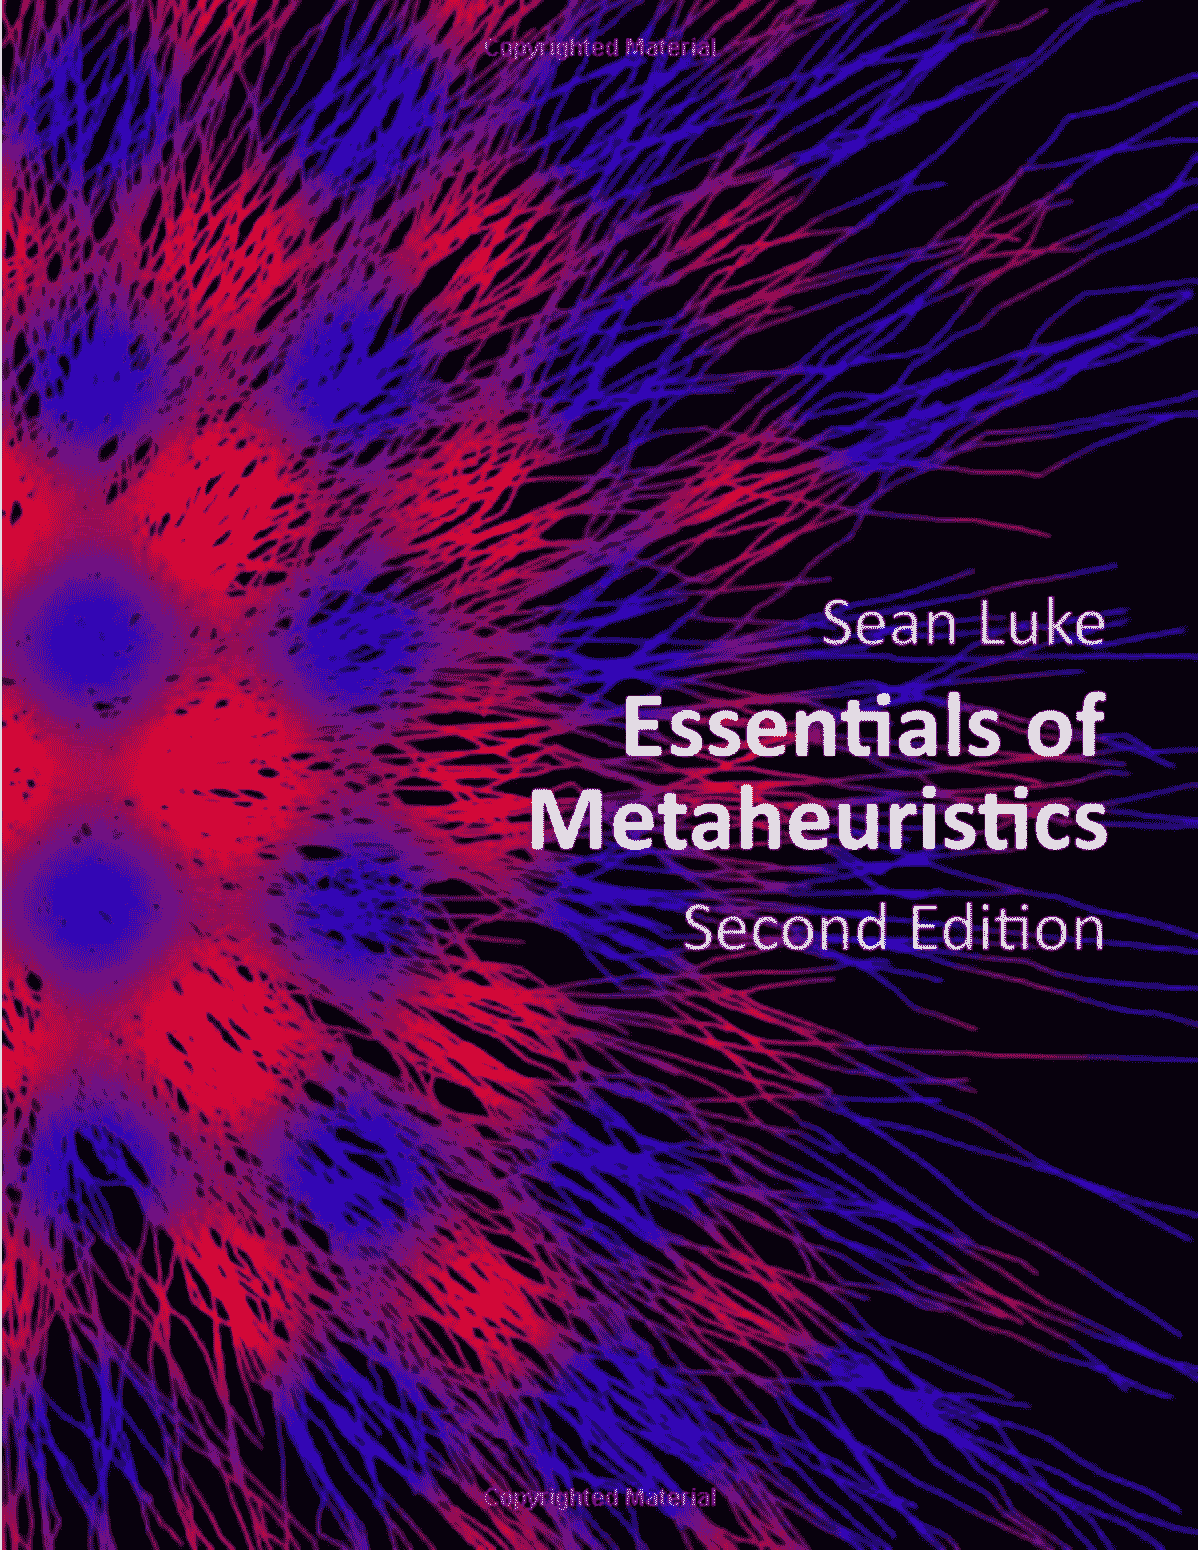 Copyrighted Material
Sean Luke
Essentials of
Metaheuristics
Second Edition
Copyrighted Material